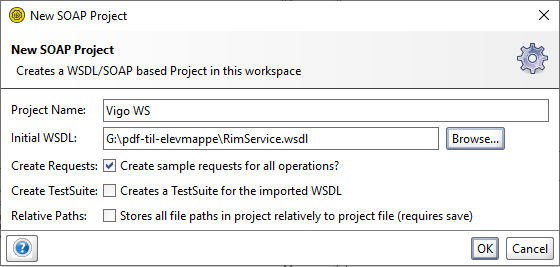 New SOAP Project
New SOAP Project
Creates a WSDL/SOAP based Project in this workspace
Project Name: Vigo WS
Initial WSDL: G:\pdf-til-elevmappe\RimService.wsdl Browse...
Create Requests: Create sample requests for all operations?
Create TestSuite: Creates a TestSuite for the imported WSDL
Relative Paths: Stores all file paths in project relatively to project file (requires save)
? OK Cancel